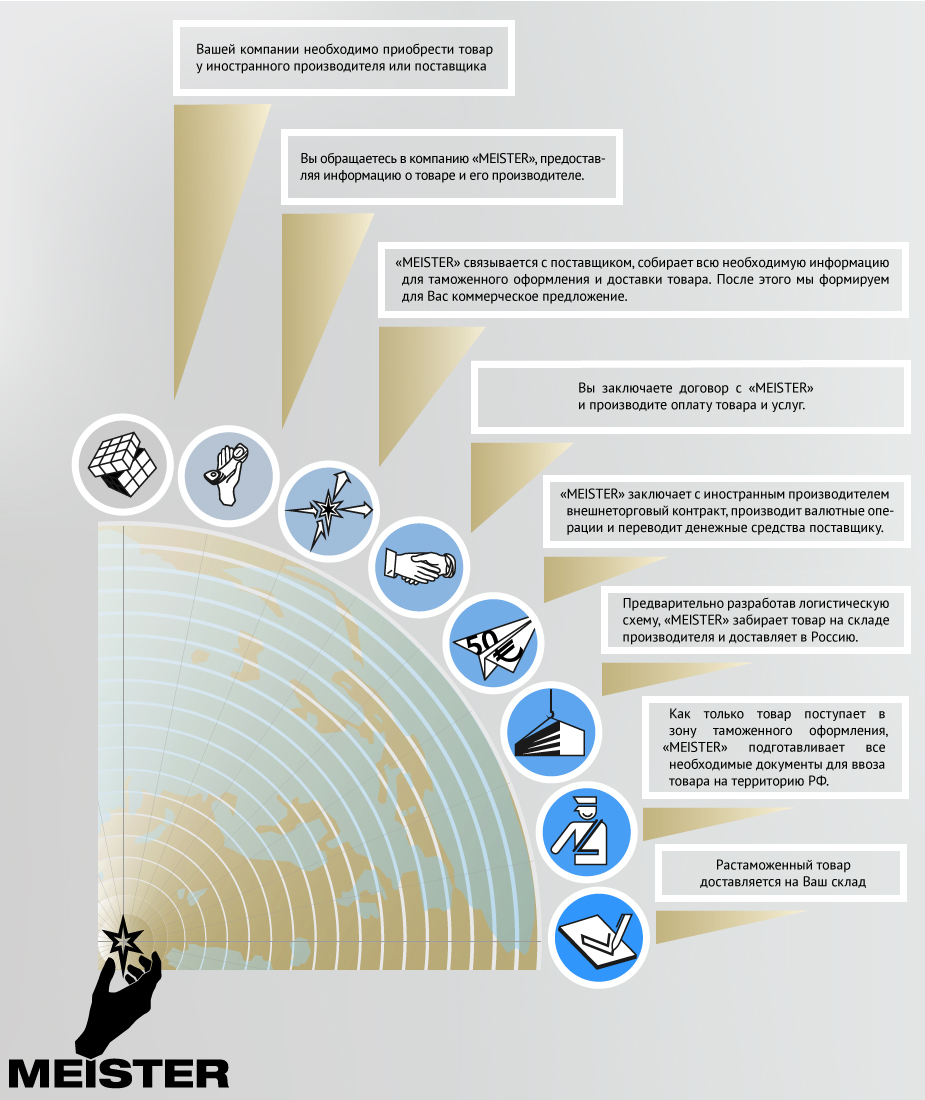 Вашей компании необходимо приобрести товар
у иностранного производителя или поставщика
Вы обращаетесь в компанию «MEISTER», предостав-
ляя информацию о товаре и его производителе.
«MEISTER» связывается с поставщиком, собирает всю необходимую информацию
для таможенного оформления и доставки товара. После этого мы формируем
для Вас коммерческое предложение.
Вы заключаете договор с «MEISTER»
и производите оплату товара и услуг.
«MEISTER» заключает с иностранным производителем
внешнеторговый контракт, производит валютные опе-
рации и переводит денежные средства поставщику.
Предварительно разработав логистическую
схему, «MEISTER» забирает товар на складе
производителя и доставляет в Россию.
50
€
Как только товар поступает в
зону таможенного оформления,
«MEISTER» подготавливает все
необходимые документы для ввоза
товара на территорию РФ.
Растаможенный товар
доставляется на Ваш склад
MEISTER